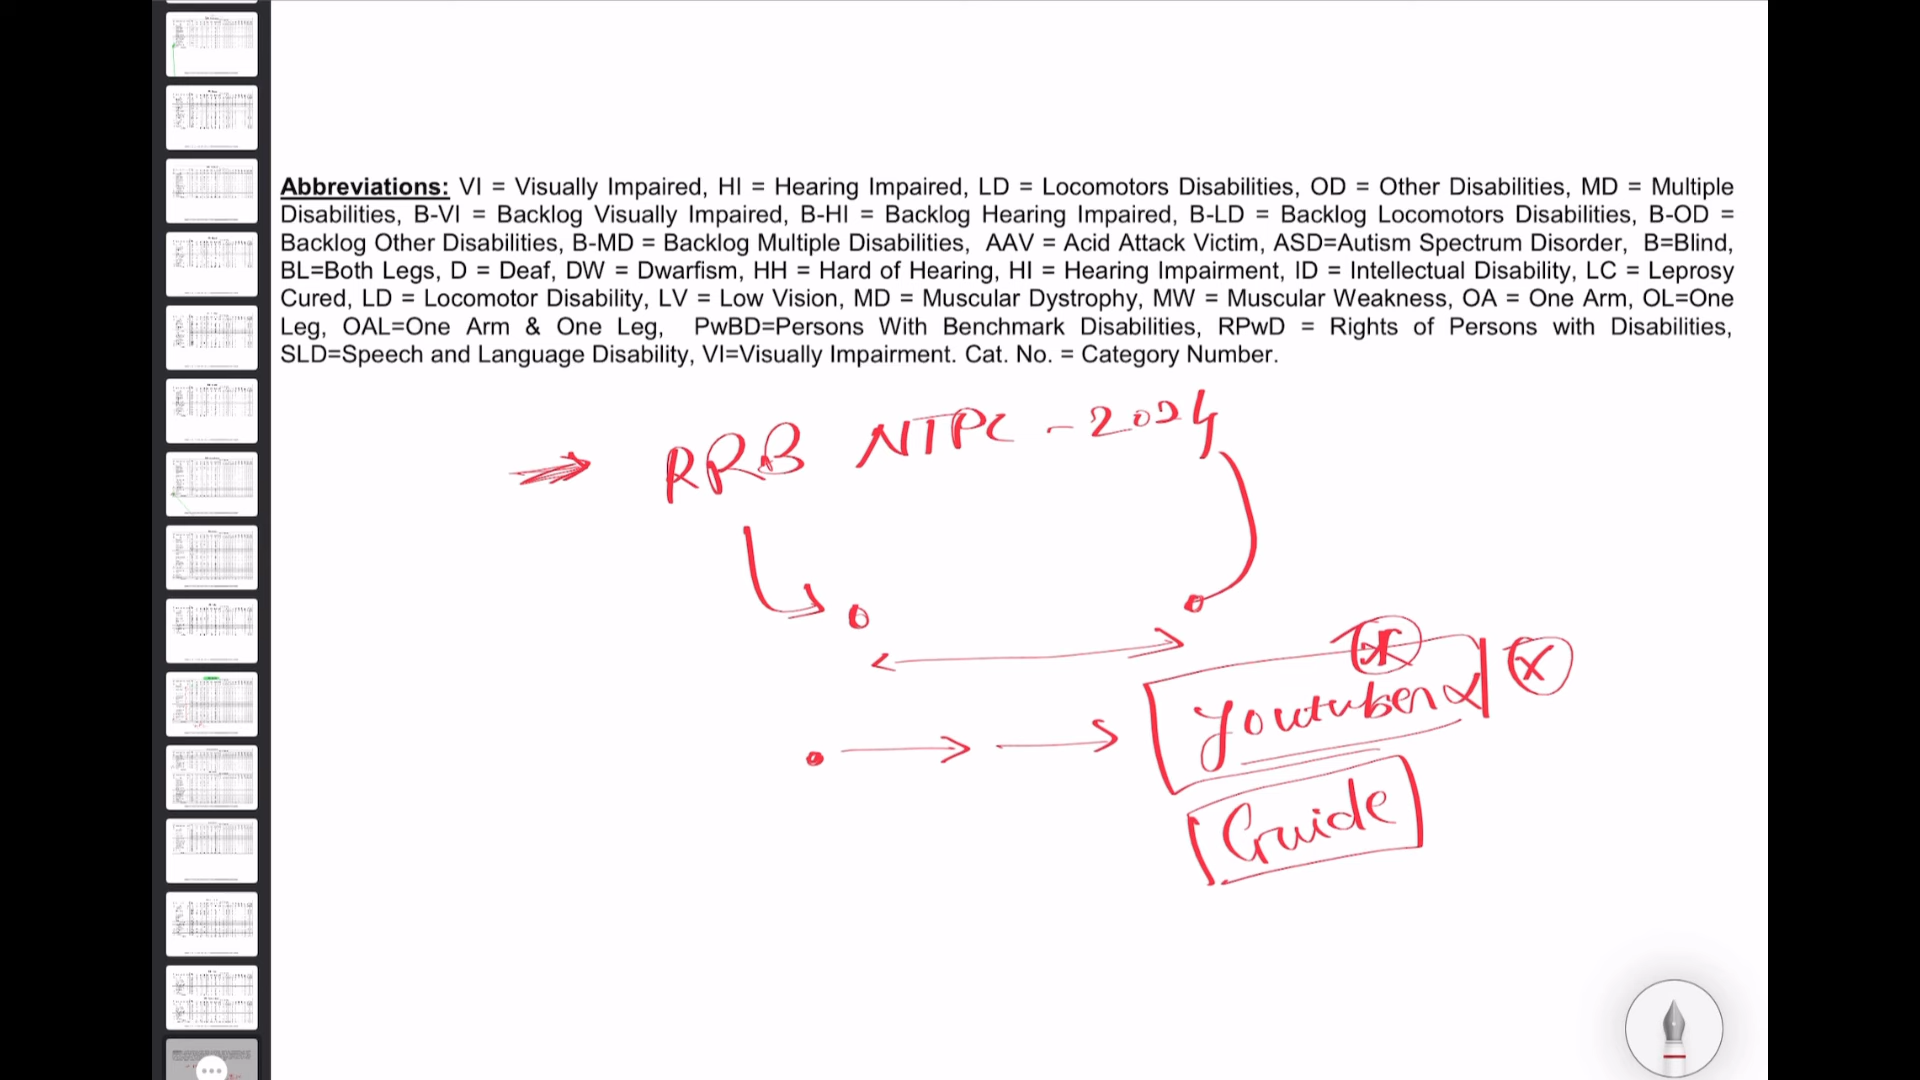 Abbreviations: VI = Visually Impaired, HI = Hearing Impaired, LD = Locomotors Disabilities, OD = Other Disabilities, MD = Multiple
Disabilities, B-VI = Backlog Visually Impaired, B-HI = Backlog Hearing Impaired, B-LD = Backlog Locomotors Disabilities, B-OD =
Backlog Other Disabilities, B-MD = Backlog Multiple Disabilities, AAV = Acid Attack Victim, ASD=Autism Spectrum Disorder, B=Blind,
BL=Both Legs, D = Deaf, DW = Dwarfism, HH = Hard of Hearing, HI = Hearing Impairment, ID = Intellectual Disability, LC = Leprosy
Cured, LD = Locomotor Disability, LV = Low Vision, MD = Muscular Dystrophy, MW = Muscular Weakness, OA = One Arm, OL=One
Leg, OAL=One Arm & One Leg, PwBD=Persons With Benchmark Disabilities, RPwD = Rights of Persons with Disabilities,
SLD=Speech and Language Disability, VI=Visually Impairment. Cat. No. = Category Number.
RRB NTPC - 2024
Youtuber
Guide